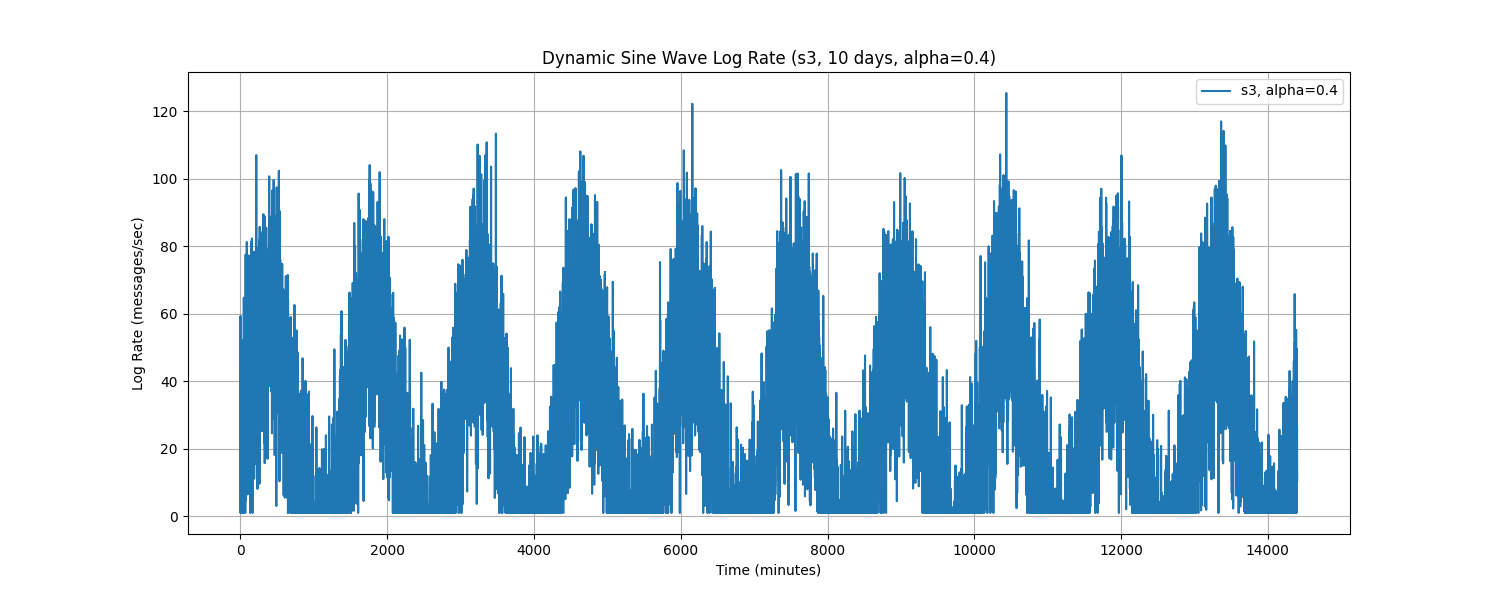 Dynamic Sine Wave Log Rate (s3, 10 days, alpha=0.4)
s3, alpha=0.4
Log Rate (messages/sec)
120
100
80
60
40
20
0
0 2000 4000 6000 8000 10000 12000 14000
Time (minutes)